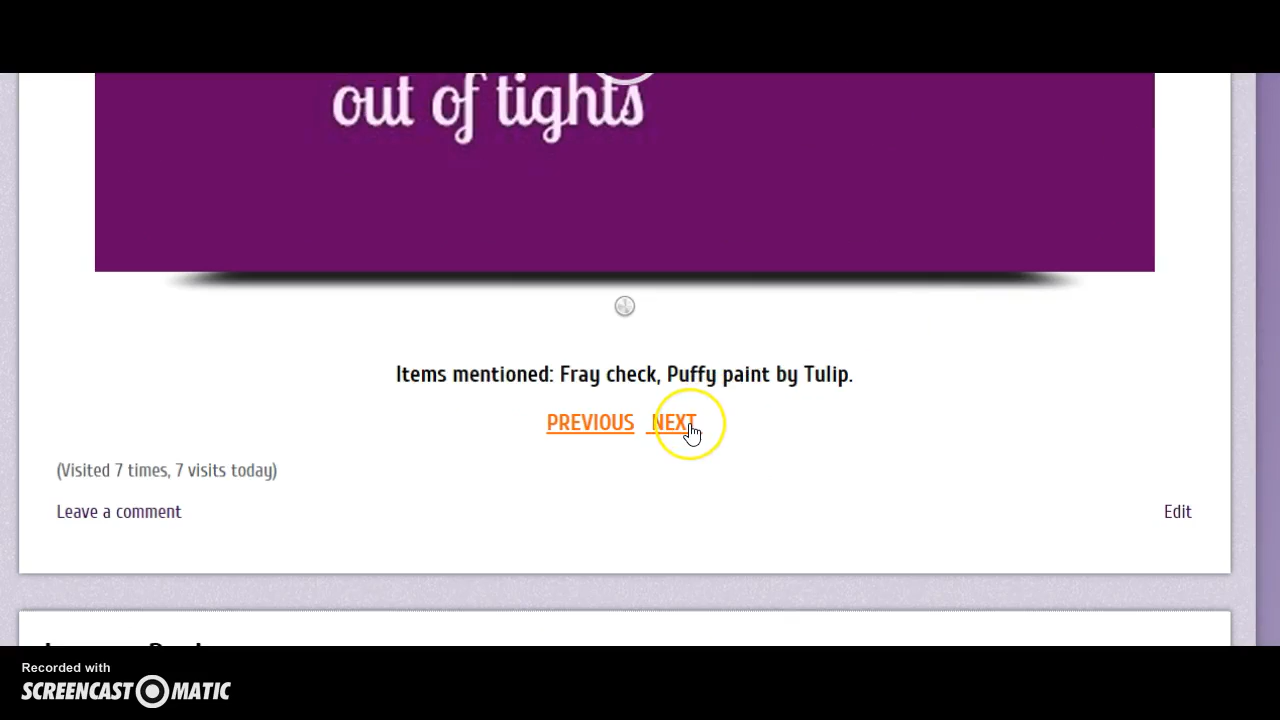 out of tights
Items mentioned: Fray check, Puffy paint by Tulip.
PREVIOUS NEXT
(Visited 7 times, 7 visits today)
Leave a comment Edit
Recorded with
SCREENCAST MATIC